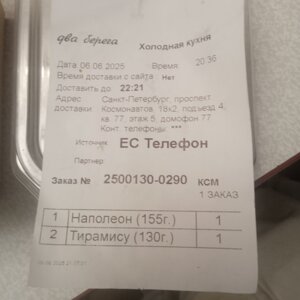 два берега Холодная кухня
Дата 06.06.2025 Время: 20:36
Время доставки с сайта Нет
Доставить до 22:21
Адрес доставки Санкт-Петербург, проспект
Космонавтов, 18к2, подъезд 4,
кв. 77, этаж 5, домофон 77
Конт. телефоны ***
Источник ЕС Телефон
Партнер
Заказ № 2500130-0290 КСМ
1 ЗАКАЗ
1 Наполеон (155г.) 1
2 Тирамису (130г.) 1